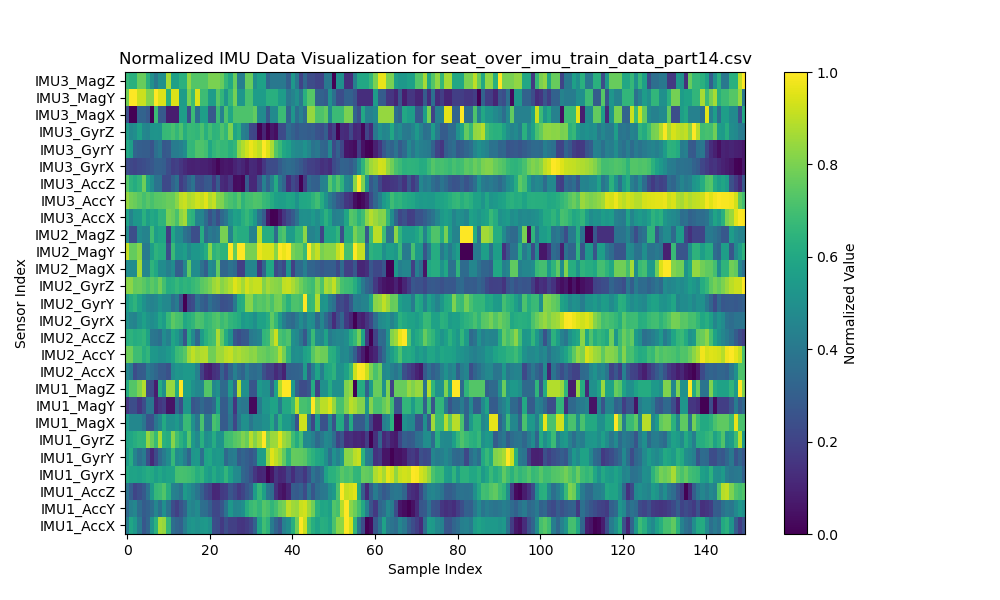 Normalized IMU Data Visualization for seat_over_imu_train_data_part14.csv
IMU3_MagZ
IMU3_MagY
IMU3_MagX
IMU3_GyrZ
IMU3_GyrY
IMU3_GyrX
IMU3_AccZ
IMU3_AccY
IMU3_AccX
IMU2_MagZ
IMU2_MagY
IMU2_MagX
IMU2_GyrZ
IMU2_GyrY
IMU2_GyrX
IMU2_AccZ
IMU2_AccY
IMU2_AccX
IMU1_MagZ
IMU1_MagY
IMU1_MagX
IMU1_GyrZ
IMU1_GyrY
IMU1_GyrX
IMU1_AccZ
IMU1_AccY
IMU1_AccX
Sensor Index
0 20 40 60 80 100 120 140
Sample Index
1.0
0.8
0.6
0.4
0.2
0.0
Normalized Value